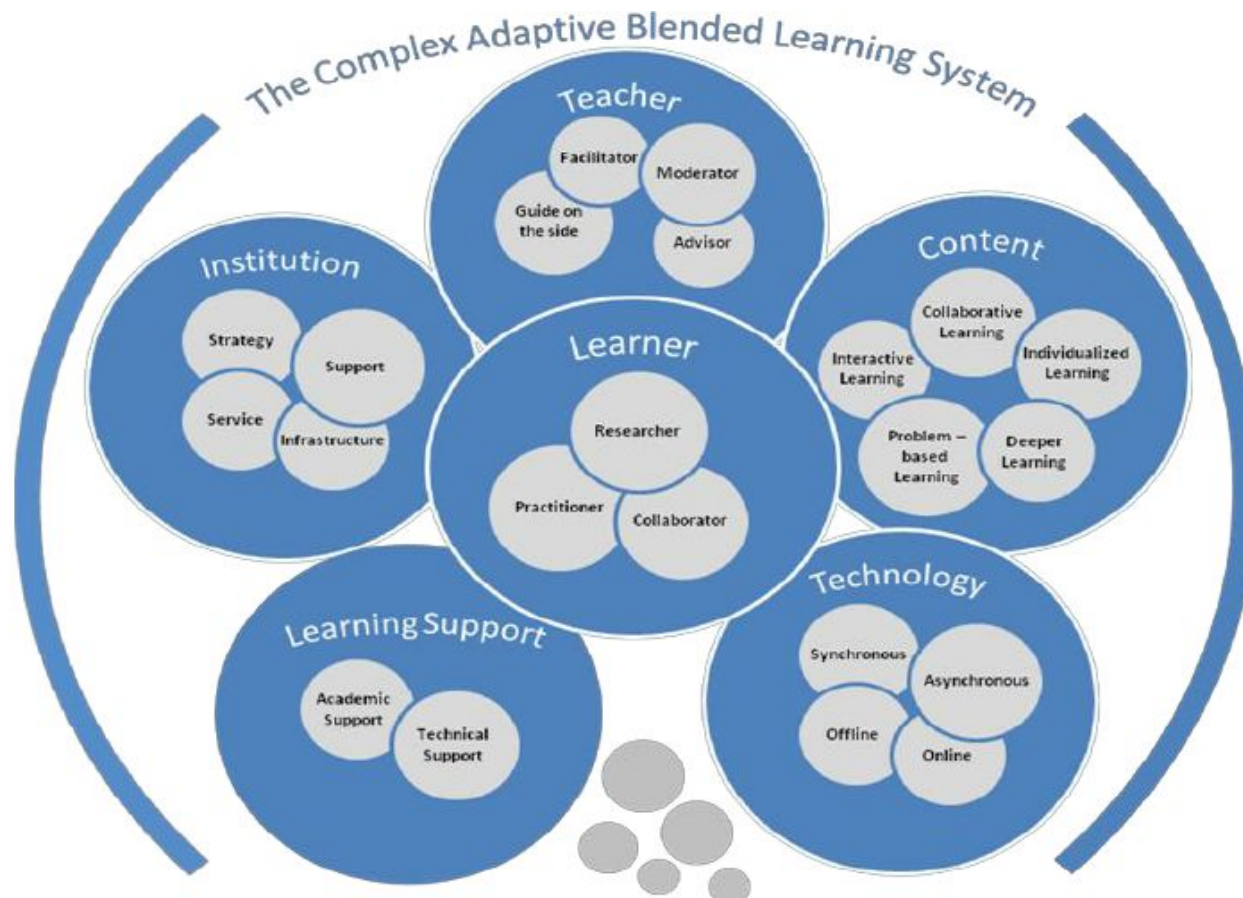 The Complex Adaptive Blended Learning System
Teacher
Facilitator
Moderator
Guide on
the side
Advisor
Institution
Strategy
Support
Service
Infrastructure
Content
Collaborative
Learning
Interactive
Learning
Individualized
Learning
Problem –
based
Learning
Deeper
Learning
Learner
Researcher
Practitioner
Collaborator
Learning Support
Academic
Support
Technical
Support
Technology
Synchronous
Asynchronous
Offline
Online